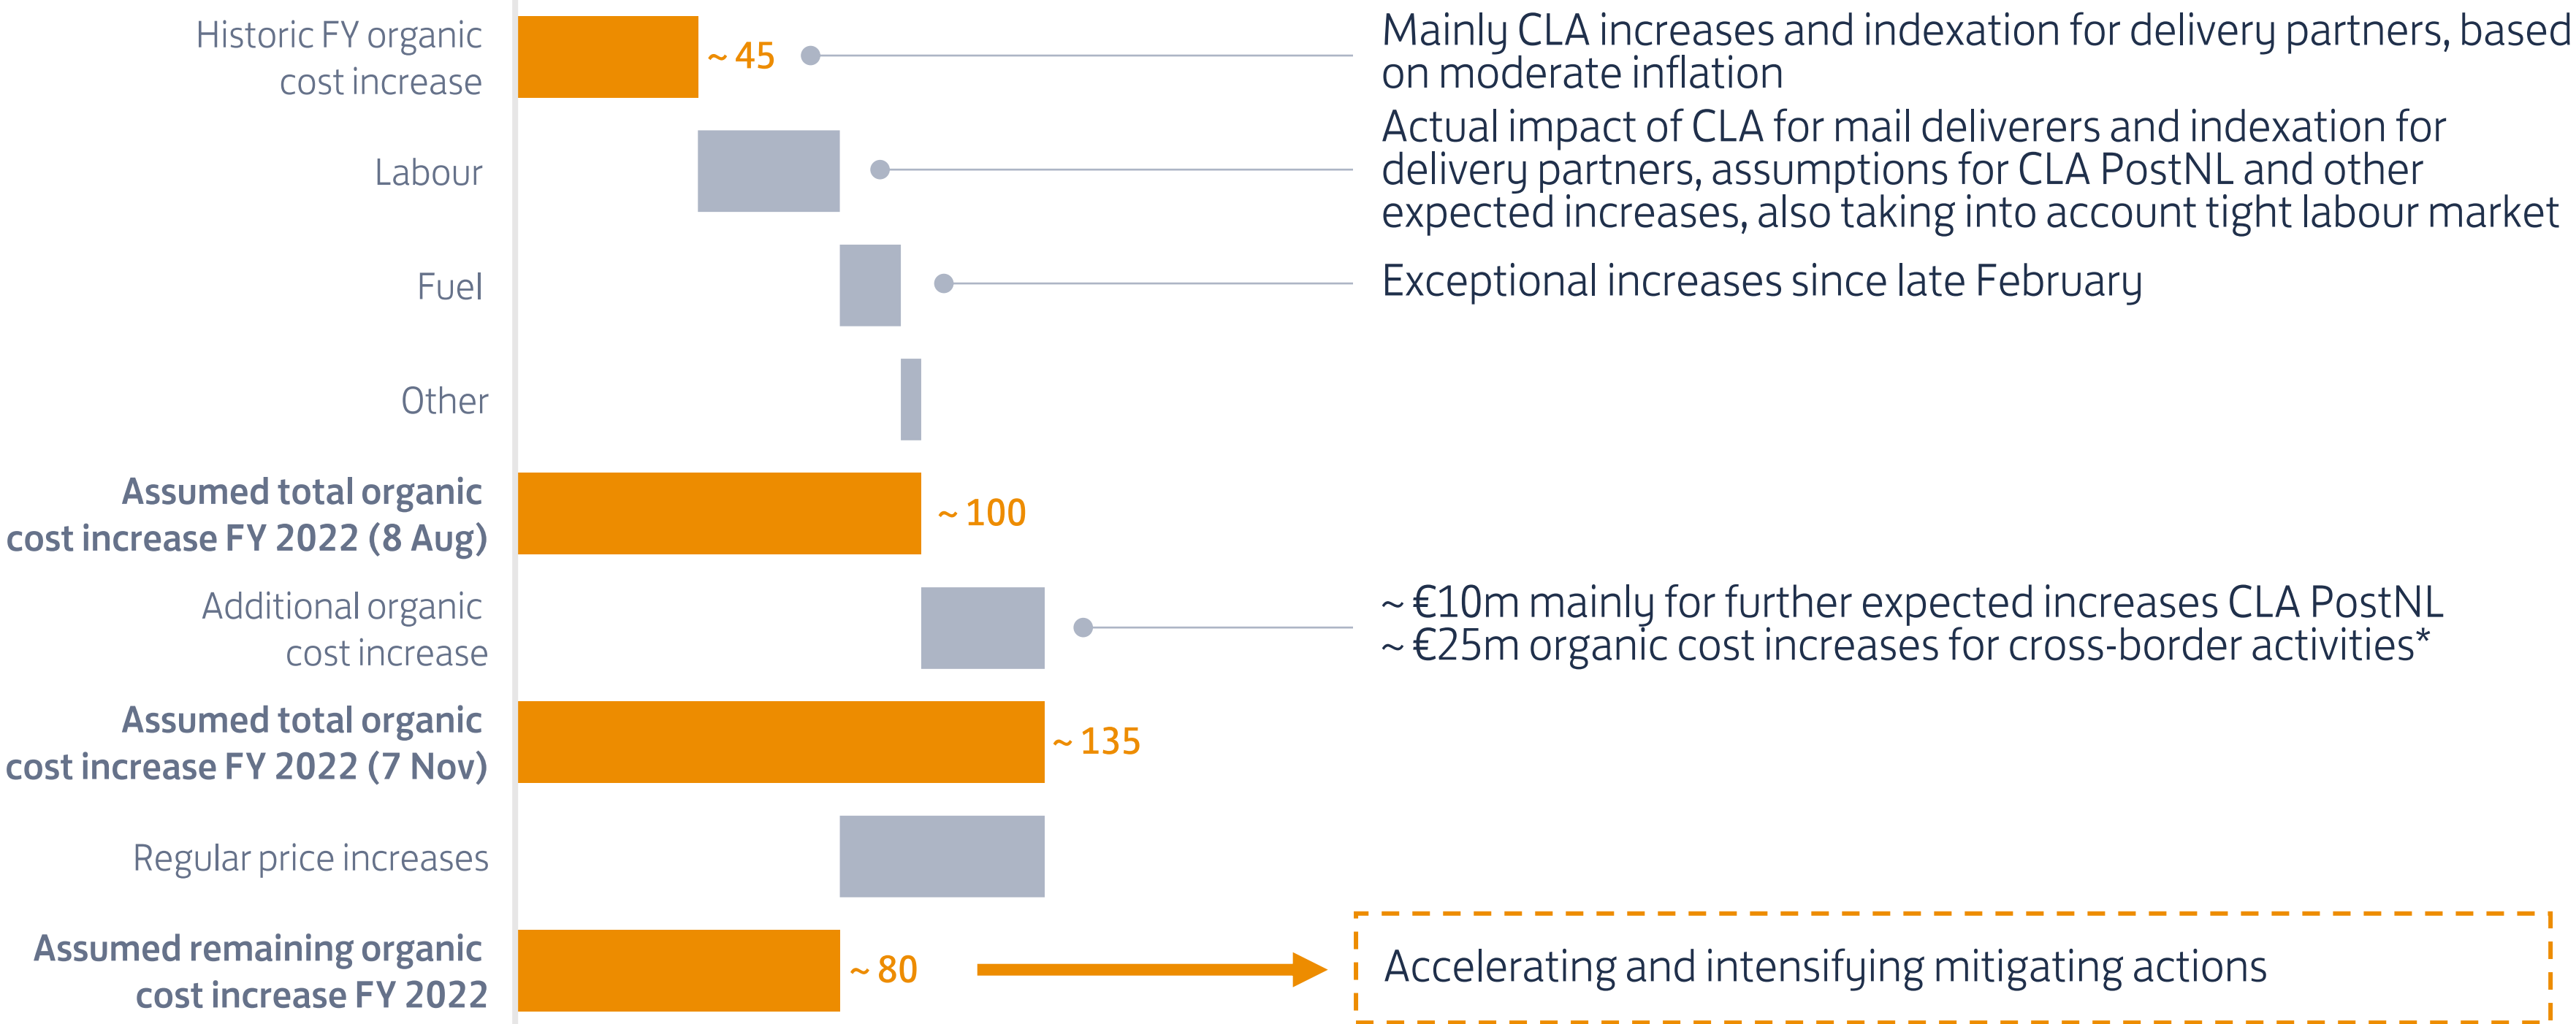 Historic FY organic
cost increase
~ 45
Mainly CLA increases and indexation for delivery partners, based
on moderate inflation
Labour
Actual impact of CLA for mail deliverers and indexation for
delivery partners, assumptions for CLA PostNL and other
expected increases, also taking into account tight labour market
Fuel
Exceptional increases since late February
Other
Assumed total organic
cost increase FY 2022 (8 Aug)
~ 100
Additional organic
cost increase
~ €10m mainly for further expected increases CLA PostNL
~ €25m organic cost increases for cross-border activities*
Assumed total organic
cost increase FY 2022 (7 Nov)
~ 135
Regular price increases
Assumed remaining organic
cost increase FY 2022
~ 80
Accelerating and intensifying mitigating actions